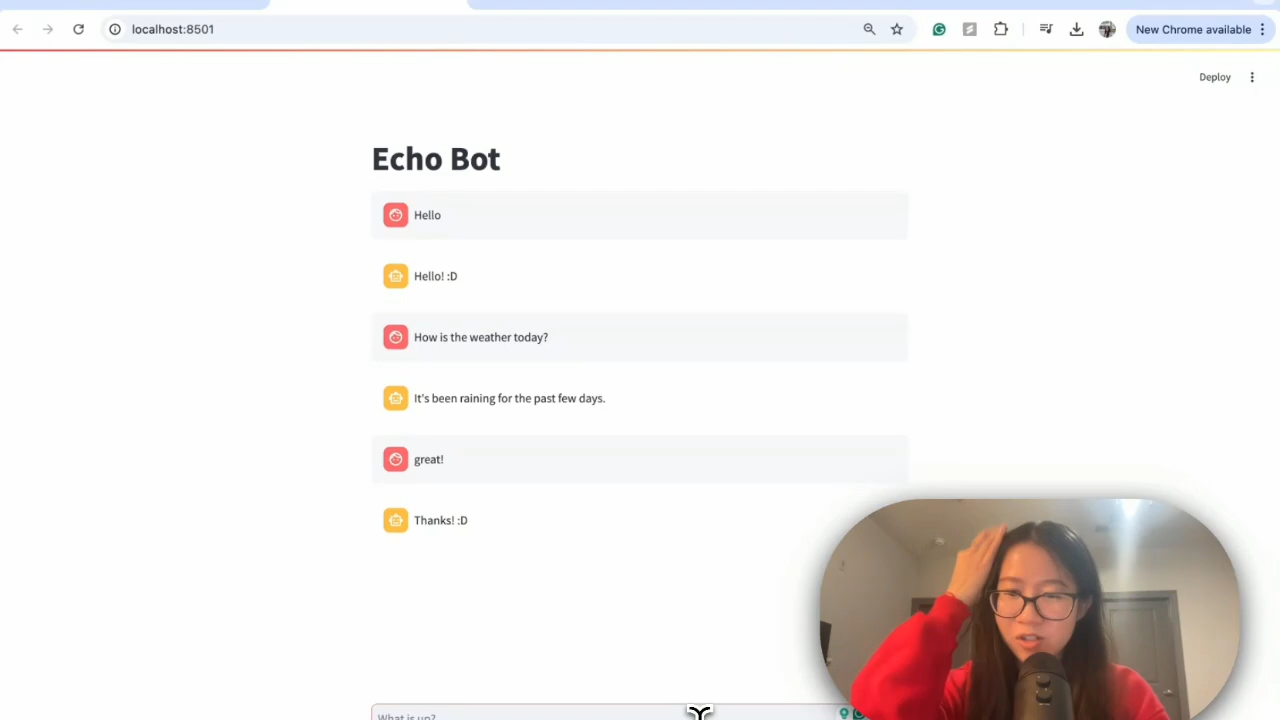 localhost:8501
New Chrome available
Deploy
Echo Bot
Hello
Hello! :D
How is the weather today?
It's been raining for the past few days.
great!
Thanks! :D
What is up?